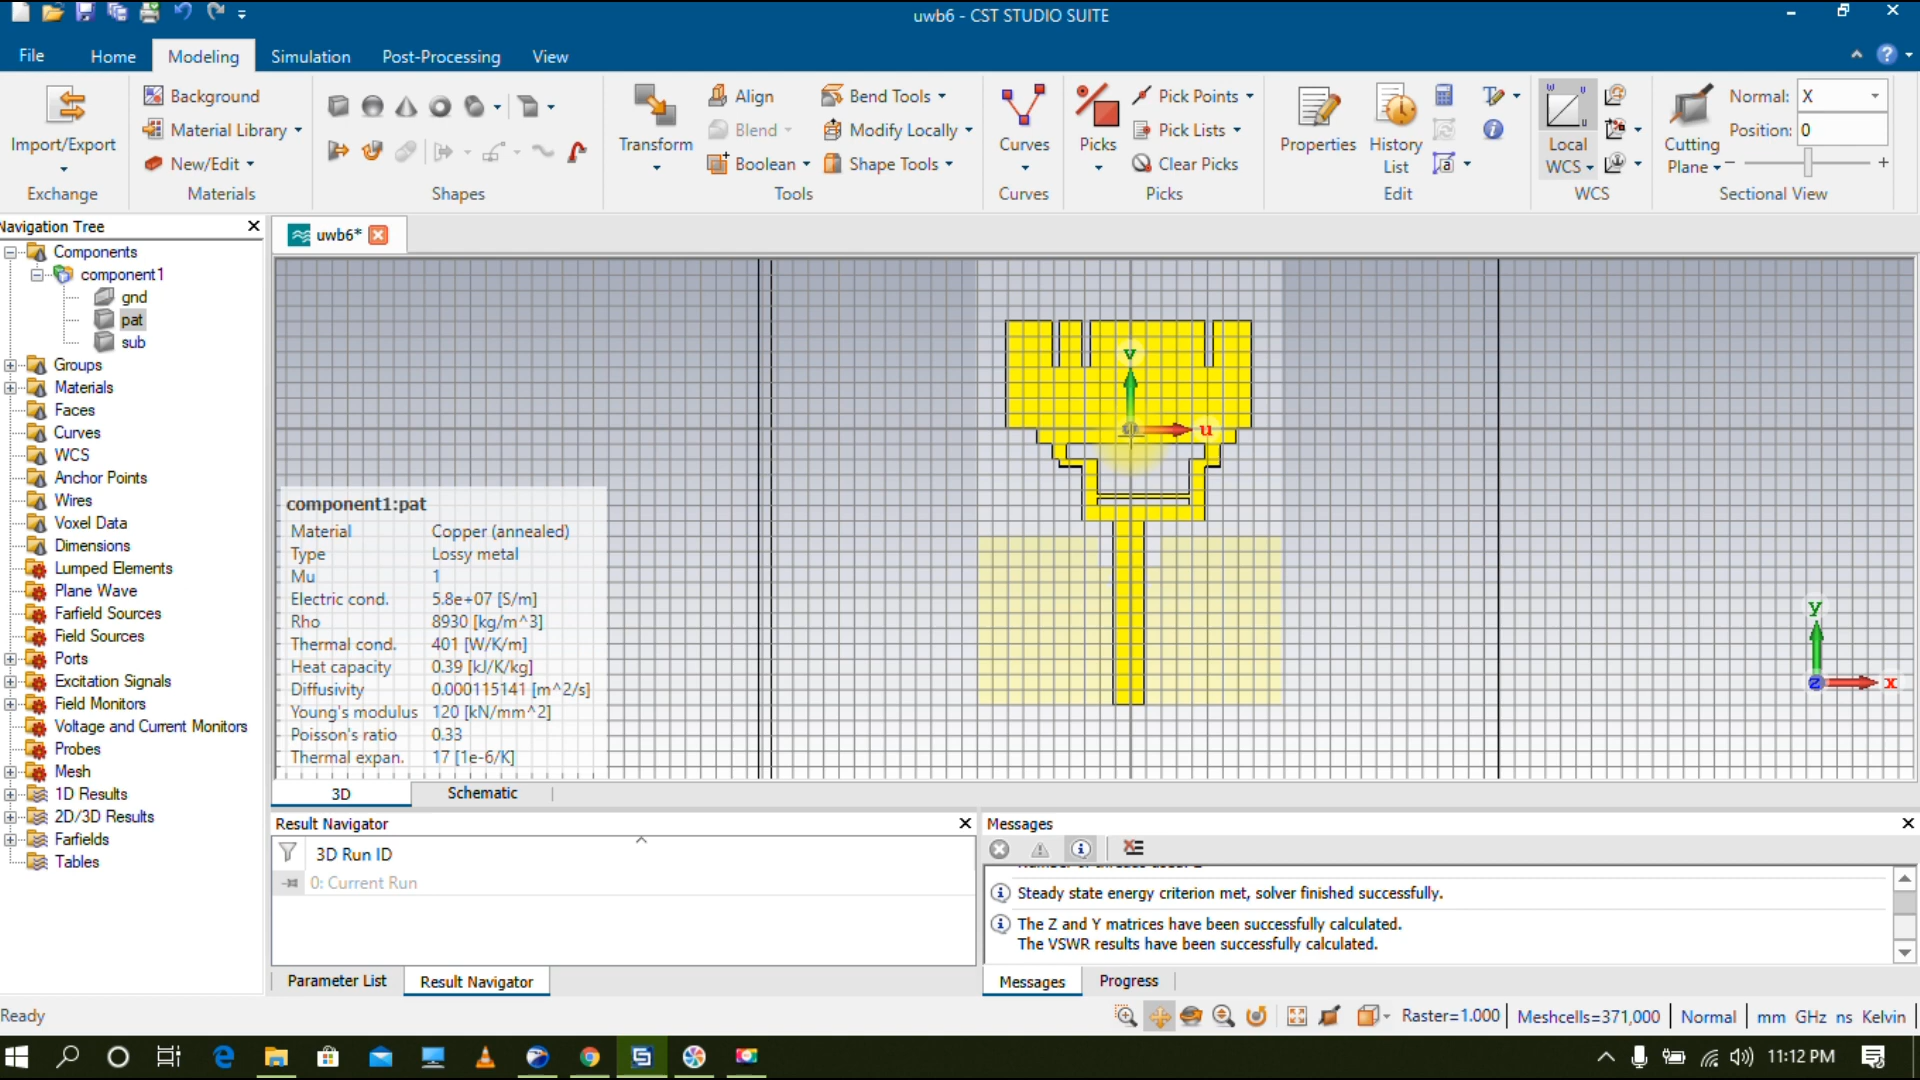 uwb6 - CST STUDIO SUITE
File Home Modeling Simulation Post-Processing View
Import/Export
Exchange
Background
Material Library
New/Edit
Materials
Shapes
Transform
Align
Blend
Boolean
Bend Tools
Modify Locally
Shape Tools
Tools
Curves
Curves
Picks
Pick Points
Pick Lists
Clear Picks
Picks
Properties
History
List
Edit
Local
WCS
WCS
Cutting
Plane
Normal: X
Position: 0
Sectional View
Navigation Tree
Components
component1
gnd
pat
sub
Groups
Materials
Faces
Curves
WCS
Anchor Points
Wires
Voxel Data
Dimensions
Lumped Elements
Plane Wave
Farfield Sources
Field Sources
Ports
Excitation Signals
Field Monitors
Voltage and Current Monitors
Probes
Mesh
1D Results
2D/3D Results
Farfields
Tables
uwb6*
v
u
y
z x
component1:pat
Material Copper (annealed)
Type Lossy metal
Mu 1
Electric cond. 5.8e+07 [S/m]
Rho 8930 [kg/m^3]
Thermal cond. 401 [W/K/m]
Heat capacity 0.39 [kJ/K/kg]
Diffusivity 0.000115141 [m^2/s]
Young's modulus 120 [kN/mm^2]
Poisson's ratio 0.33
Thermal expan. 17 [1e-6/K]
3D Schematic
Result Navigator
3D Run ID
0: Current Run
Parameter List Result Navigator
Messages
Steady state energy criterion met, solver finished successfully.
The Z and Y matrices have been successfully calculated.
The VSWR results have been successfully calculated.
Messages Progress
Ready
Raster=1.000 Meshcells=371,000 Normal mm GHz ns Kelvin
11:12 PM